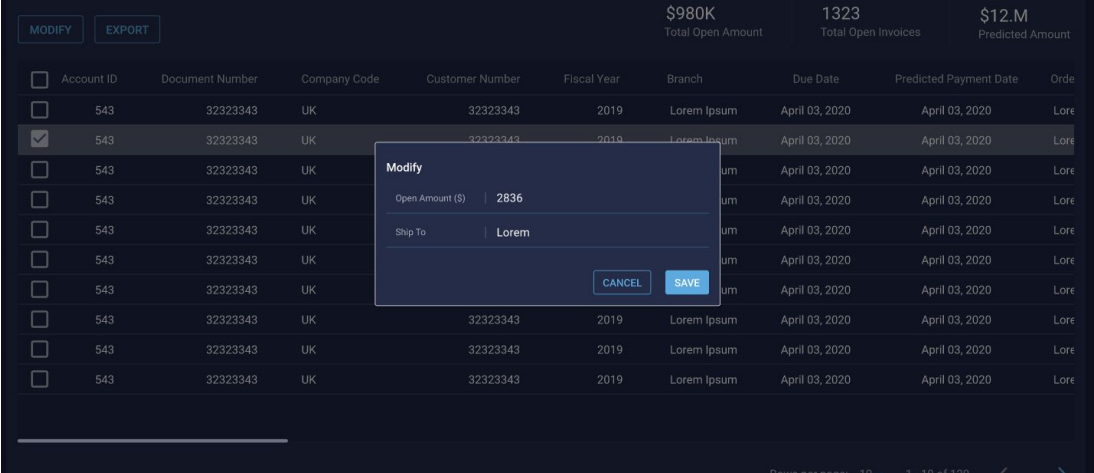 $980K 1323 $12.M
MODIFY EXPORT Total Open Amount Total Open Invoices Predicted Amount
Account ID Document Number Company Code Customer Number Fiscal Year Branch Due Date Predicted Payment Date Orde
543 32323343 UK 32323343 2019 Lorem Ipsum April 03, 2020 April 03, 2020 Lore
543 32323343 UK 32323343 2019 Lorem Ipsum April 03, 2020 April 03, 2020 Lore
Modify
543 32323343 UK um April 03, 2020 April 03, 2020 Lore
Open Amount ($) 2836
543 32323343 UK um April 03, 2020 April 03, 2020 Lore
Ship To Lorem
543 32323343 UK um April 03, 2020 April 03, 2020 Lore
543 32323343 UK um April 03, 2020 April 03, 2020 Lore
CANCEL SAVE
543 32323343 UK um April 03, 2020 April 03, 2020 Lore
543 32323343 UK 32323343 2019 Lorem Ipsum April 03, 2020 April 03, 2020 Lore
543 32323343 UK 32323343 2019 Lorem Ipsum April 03, 2020 April 03, 2020 Lore
543 32323343 UK 32323343 2019 Lorem Ipsum April 03, 2020 April 03, 2020 Lore
Rows per page: 10 1 - 10 of 120